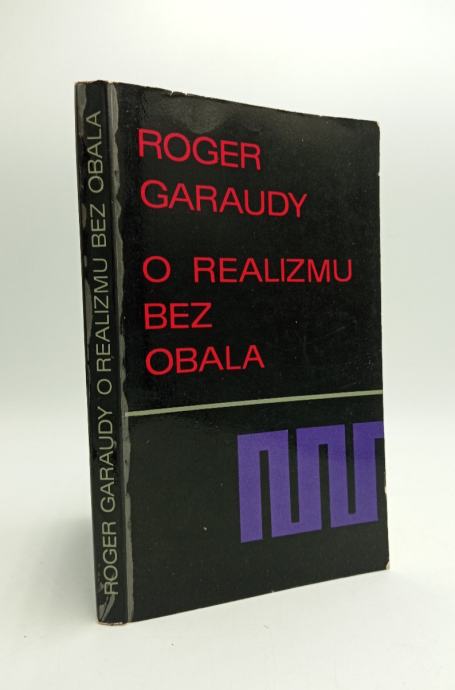 ROGER
GARAUDY
O REALIZMU
BEZ
OBALA
ROGER GARAUDY O REALIZMU BEZ OBALA